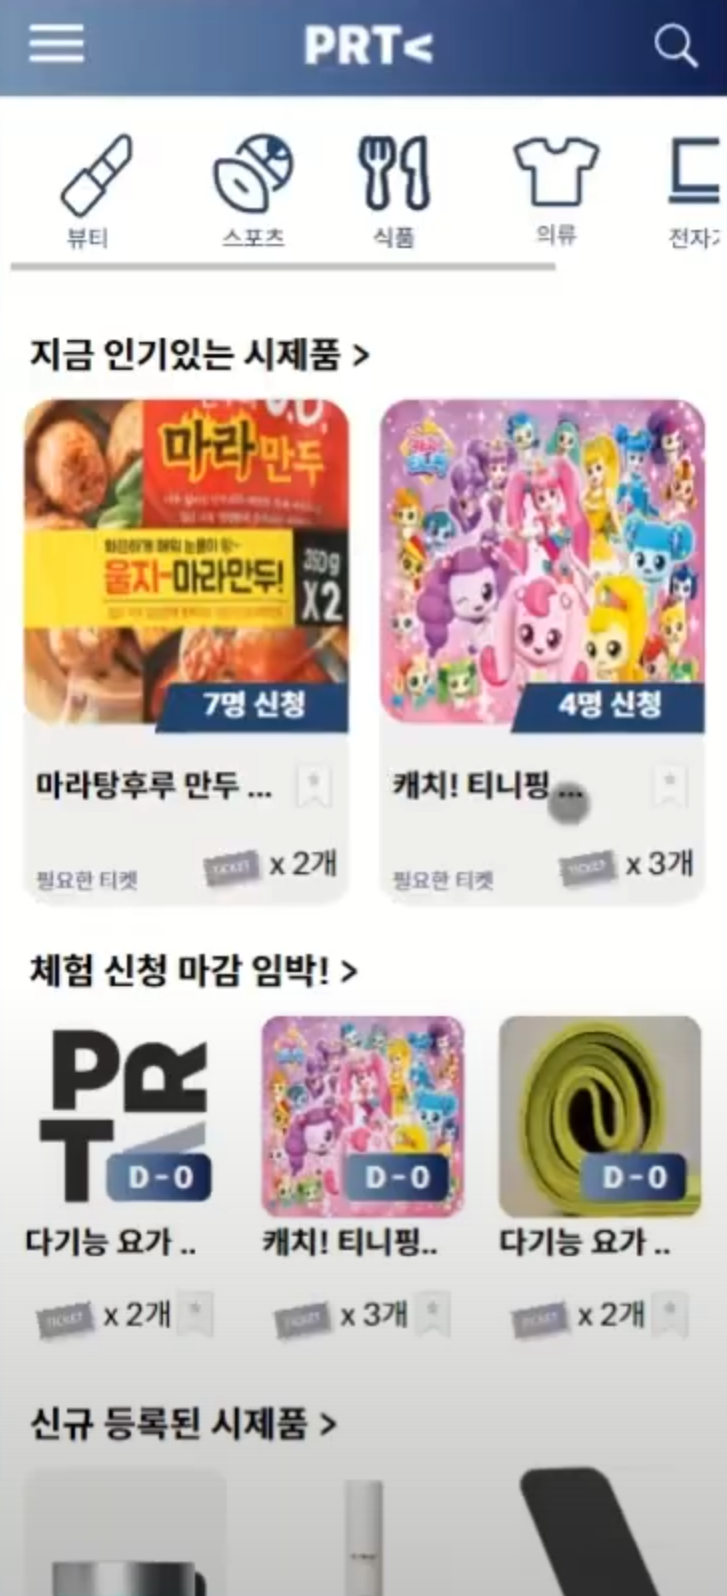 PRT<
뷰티
스포츠
식품
의류
전자
지금 인기있는 시제품 >
마라만두
울지-마라만두!
350g
X2
7명 신청
4명 신청
마라탕후루 만두 ...
캐치! 티니핑 ...
필요한 티켓
TICKET x 2개
필요한 티켓
TICKET x 3개
체험 신청 마감 임박! >
PRT
D-0
D-0
D-0
다기능 요가 ..
캐치! 티니핑..
다기능 요가 ..
TICKET x 2개
TICKET x 3개
TICKET x 2개
신규 등록된 시제품 >